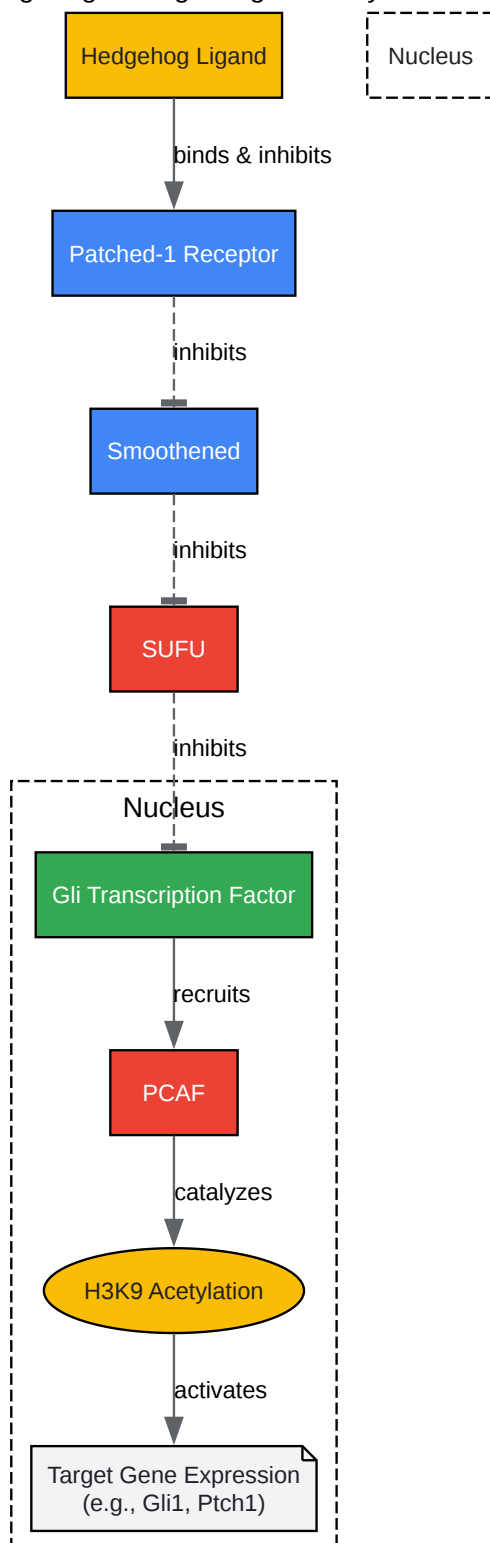 Hedgehog Ligand
Nucleus
binds & inhibits
Patched-1 Receptor
inhibits
Smoothened
inhibits
SUFU
inhibits
Nucleus
Gli Transcription Factor
recruits
PCAF
catalyzes
H3K9 Acetylation
activates
Target Gene Expression
(e.g., Gli1, Ptch1)